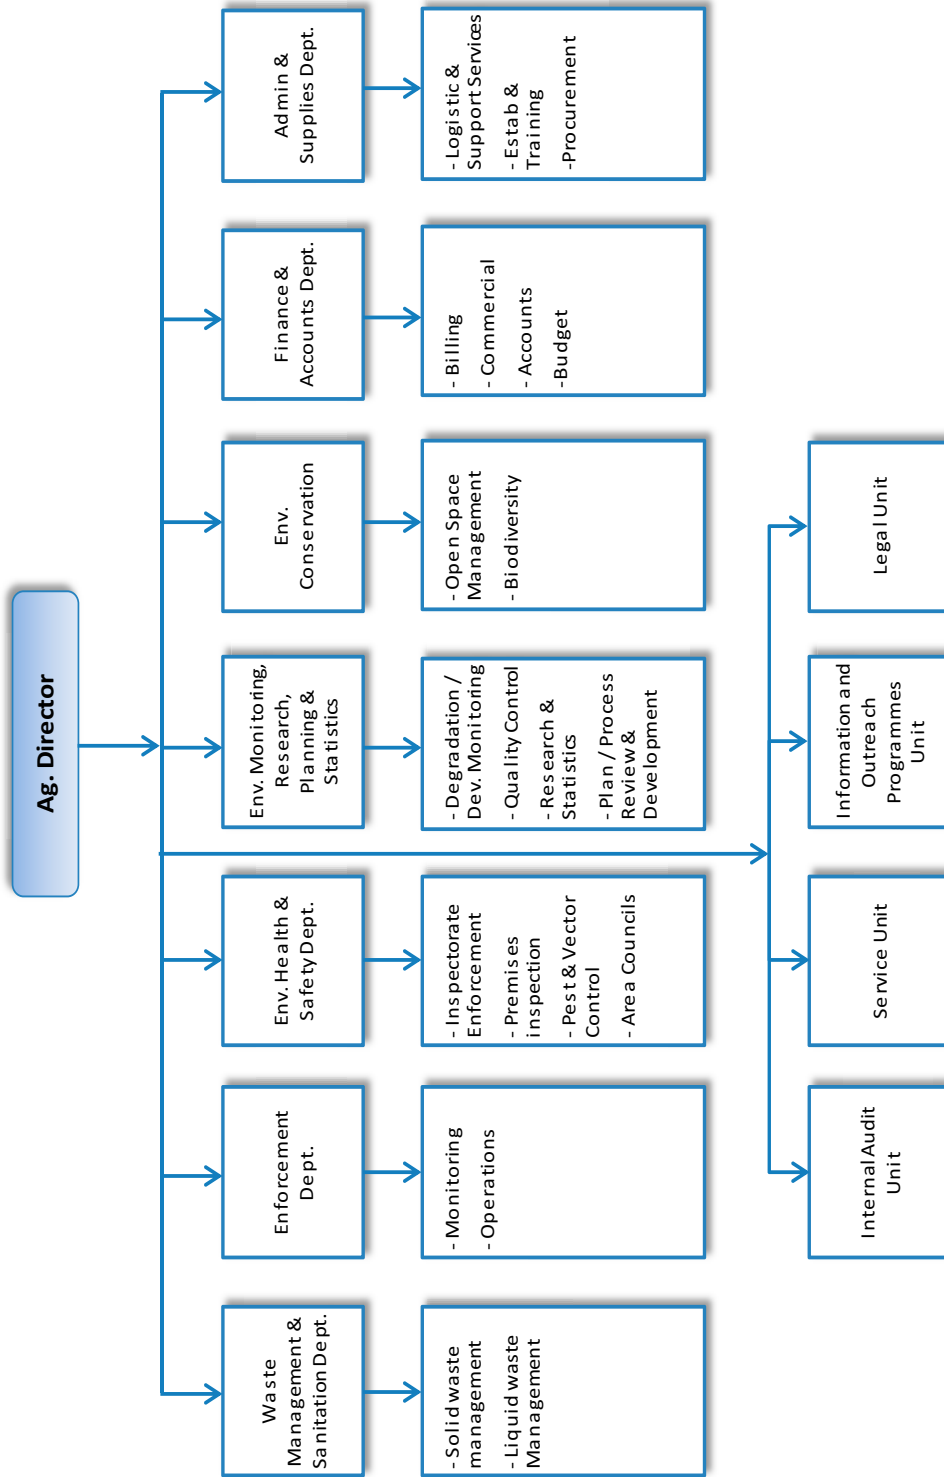 Ag. Director
Waste
Management &
Sanitation Dept.
Enforcement
Dept.
Env. Health &
Safety Dept.
Env. Monitoring,
Research,
Planning &
Statistics
Env.
Conservation
Finance &
Accounts Dept.
Admin &
Supplies Dept.
- Solid waste
management
- Liquid waste
Management
- Monitoring
- Operations
- Inspectorate
Enforcement
- Premises
inspection
- Pest & Vector
Control
- Area Councils
- Degradation /
Dev. Monitoring
- Quality Control
- Research &
Statistics
- Plan / Process
Review &
Development
- Open Space
Management
- Biodiversity
- Billing
- Commercial
- Accounts
-Budget
- Logistic &
Support Services
- Estab &
Training
-Procurement
Internal Audit
Unit
Service Unit
Information and
Outreach
Programmes
Unit
Legal Unit